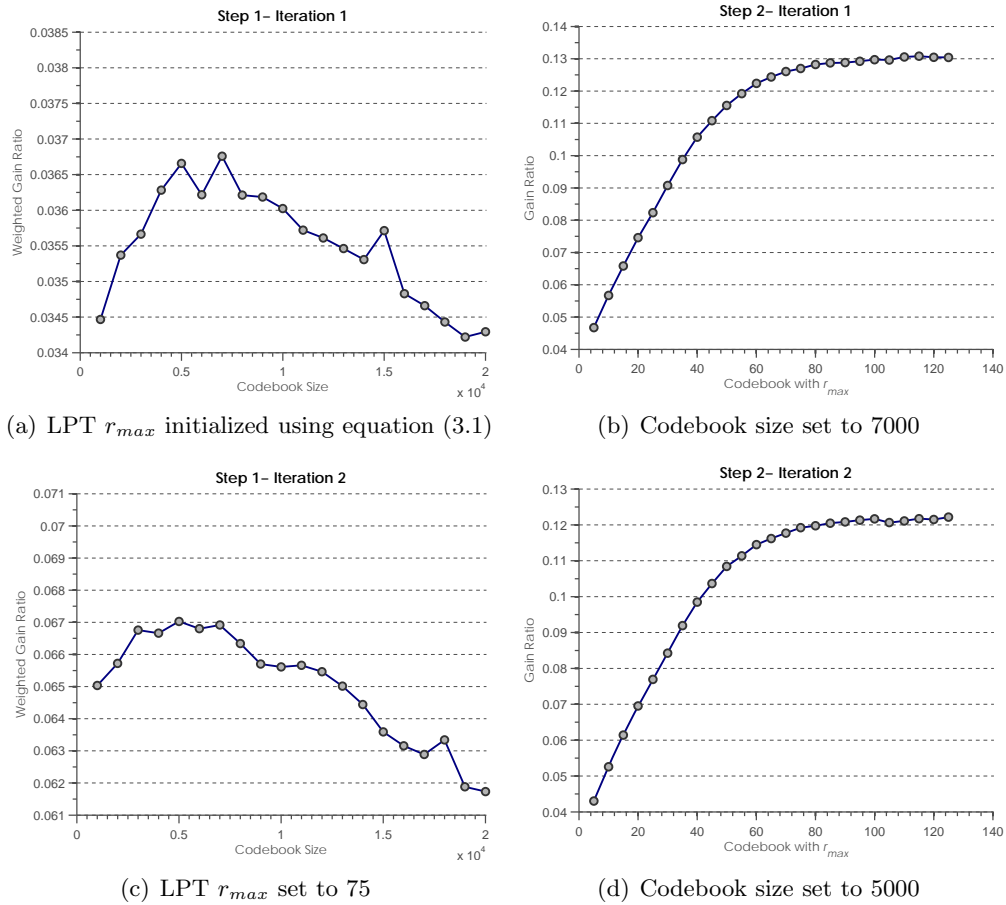 Step 1– Iteration 1
0.0385
0.038
0.0375
0.037
0.0365
0.036
0.0355
0.035
0.0345
0.034
Weighted Gain Ratio
0 0.5 1 1.5 2
Codebook Size
x 10^4
(a) LPT r_max initialized using equation (3.1)
Step 2– Iteration 1
0.14
0.13
0.12
0.11
0.1
0.09
0.08
0.07
0.06
0.05
0.04
Gain Ratio
0 20 40 60 80 100 120 140
Codebook with r_max
(b) Codebook size set to 7000
Step 1– Iteration 2
0.071
0.07
0.069
0.068
0.067
0.066
0.065
0.064
0.063
0.062
0.061
Weighted Gain Ratio
0 0.5 1 1.5 2
Codebook Size
x 10^4
(c) LPT r_max set to 75
Step 2– Iteration 2
0.13
0.12
0.11
0.1
0.09
0.08
0.07
0.06
0.05
0.04
Gain Ratio
0 20 40 60 80 100 120 140
Codebook with r_max
(d) Codebook size set to 5000